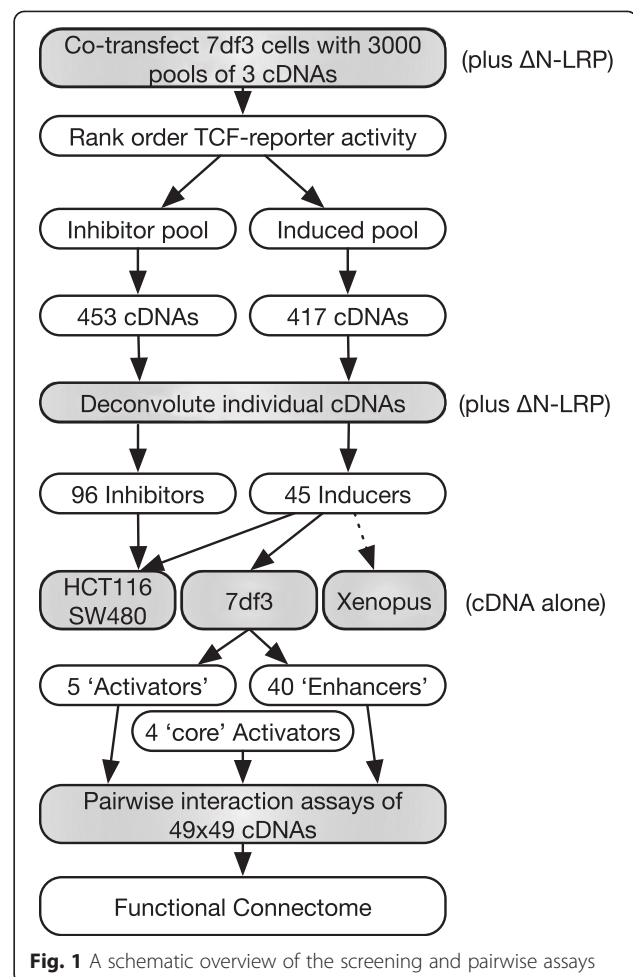 Co-transfect 7df3 cells with 3000
pools of 3 cDNAs
(plus ΔN-LRP)
Rank order TCF-reporter activity
Inhibitor pool
Induced pool
453 cDNAs
417 cDNAs
Deconvolute individual cDNAs
(plus ΔN-LRP)
96 Inhibitors
45 Inducers
HCT116
SW480
7df3
Xenopus
(cDNA alone)
5 ‘Activators’
40 ‘Enhancers’
4 ‘core’ Activators
Pairwise interaction assays of
49x49 cDNAs
Functional Connectome
Fig. 1 A schematic overview of the screening and pairwise assays